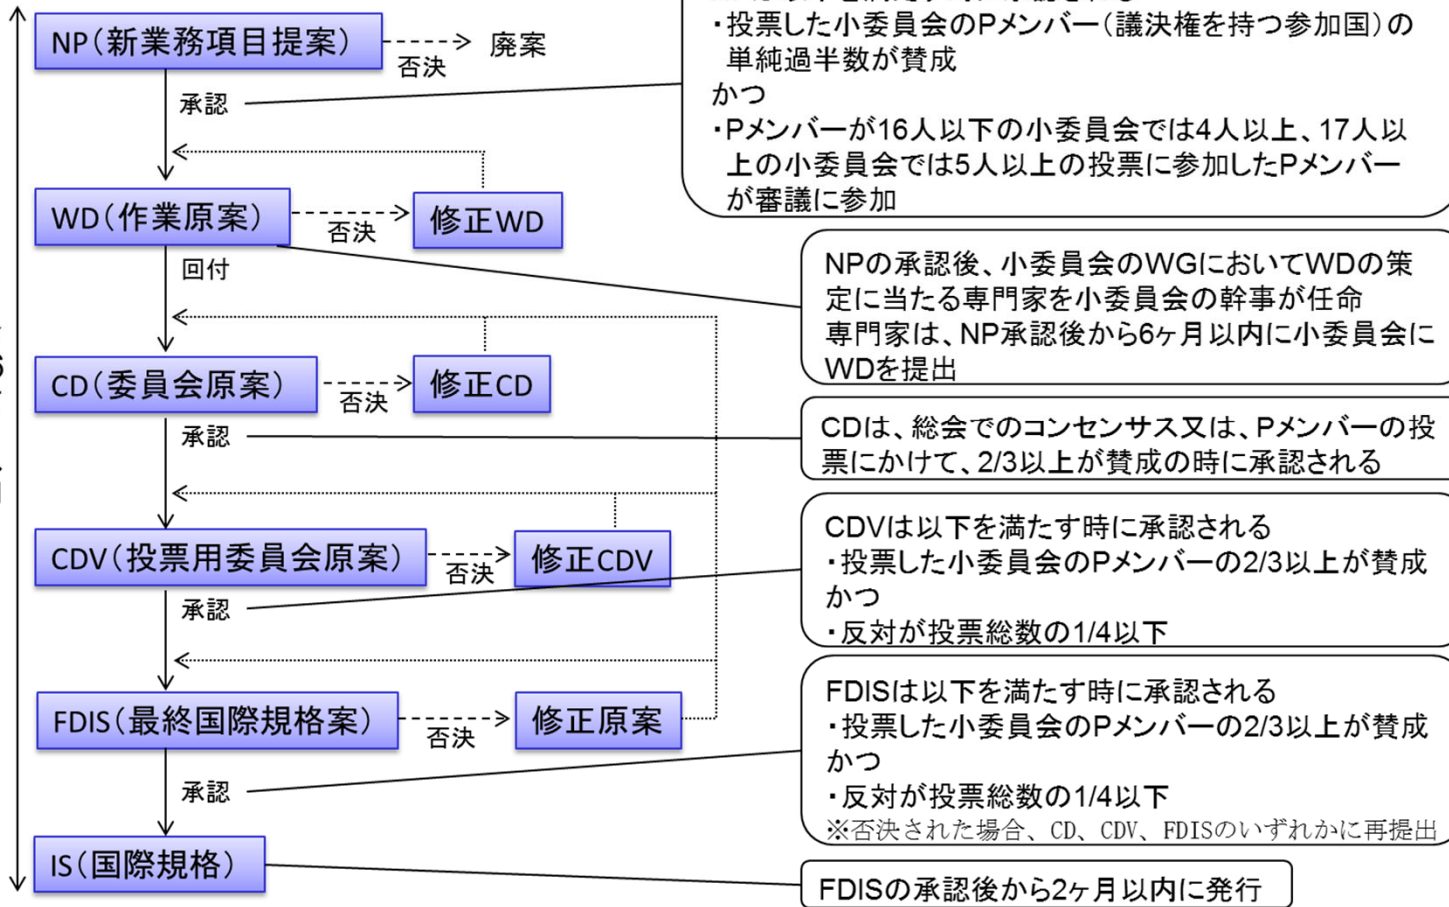 NP(新業務項目提案)
否決
廃案
承認
・投票した小委員会のPメンバー(議決権を持つ参加国)の
単純過半数が賛成
かつ
・Pメンバーが16人以下の小委員会では4人以上、17人以
上の小委員会では5人以上の投票に参加したPメンバー
が審議に参加
WD(作業原案)
否決
修正WD
回付
NPの承認後、小委員会のWGにおいてWDの策
定に当たる専門家を小委員会の幹事が任命
専門家は、NP承認後から6ヶ月以内に小委員会に
WDを提出
CD(委員会原案)
否決
修正CD
承認
CDは、総会でのコンセンサス又は、Pメンバーの投
票にかけて、2/3以上が賛成の時に承認される
CDV(投票用委員会原案)
否決
修正CDV
承認
CDVは以下を満たす時に承認される
・投票した小委員会のPメンバーの2/3以上が賛成
かつ
・反対が投票総数の1/4以下
FDIS(最終国際規格案)
否決
修正原案
承認
FDISは以下を満たす時に承認される
・投票した小委員会のPメンバーの2/3以上が賛成
かつ
・反対が投票総数の1/4以下
※否決された場合、CD、CDV、FDISのいずれかに再提出
IS(国際規格)
FDISの承認後から2ヶ月以内に発行